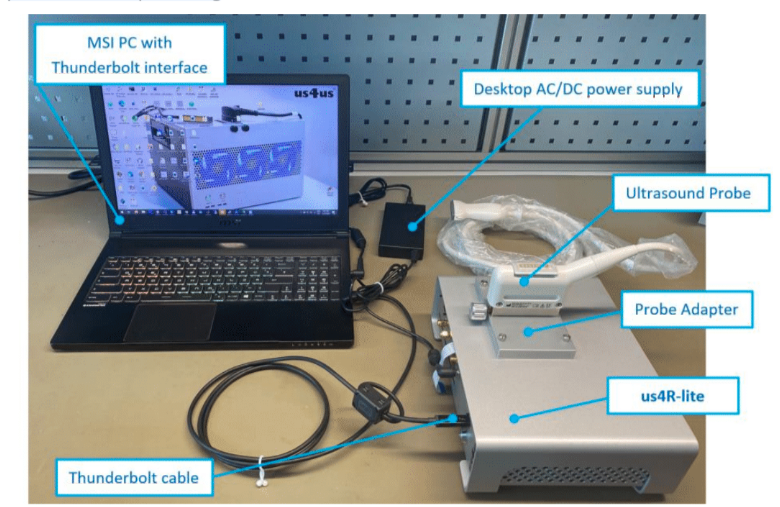 MSI PC with
Thunderbolt interface
us4us
Desktop AC/DC power supply
Ultrasound Probe
Probe Adapter
us4R-lite
Thunderbolt cable